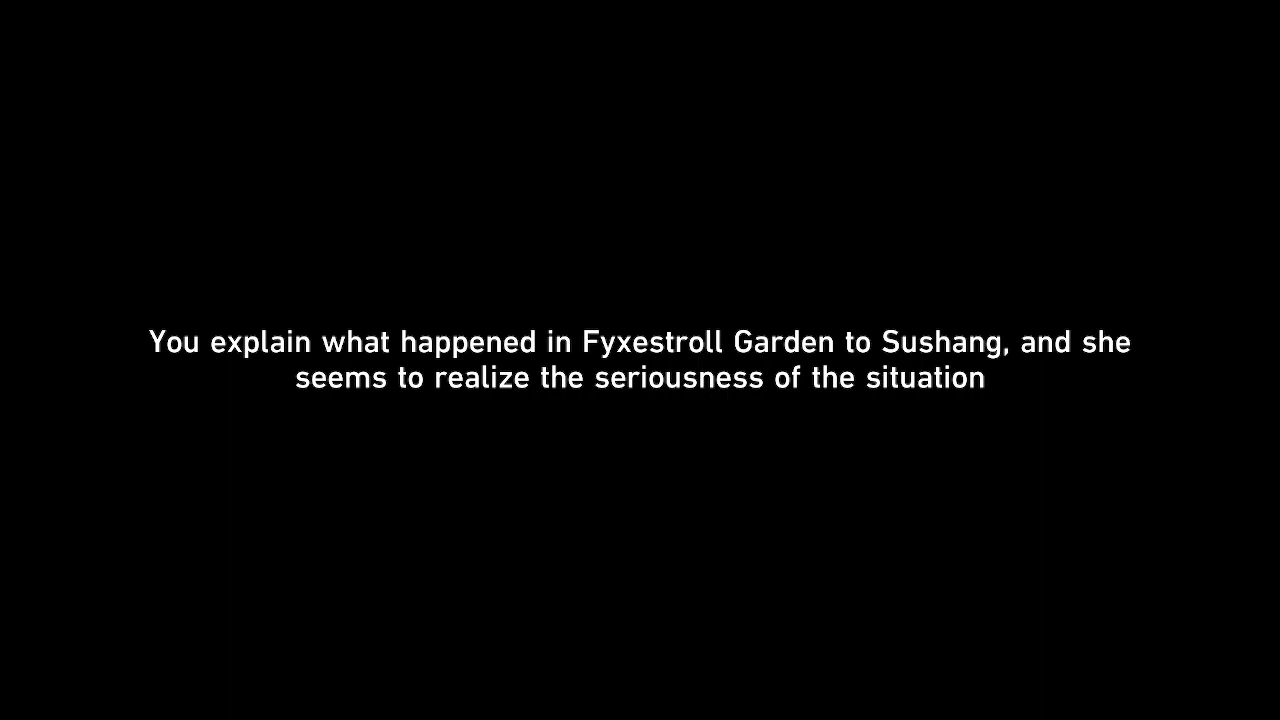 You explain what happened in Fyxestroll Garden to Sushang, and she
seems to realize the seriousness of the situation